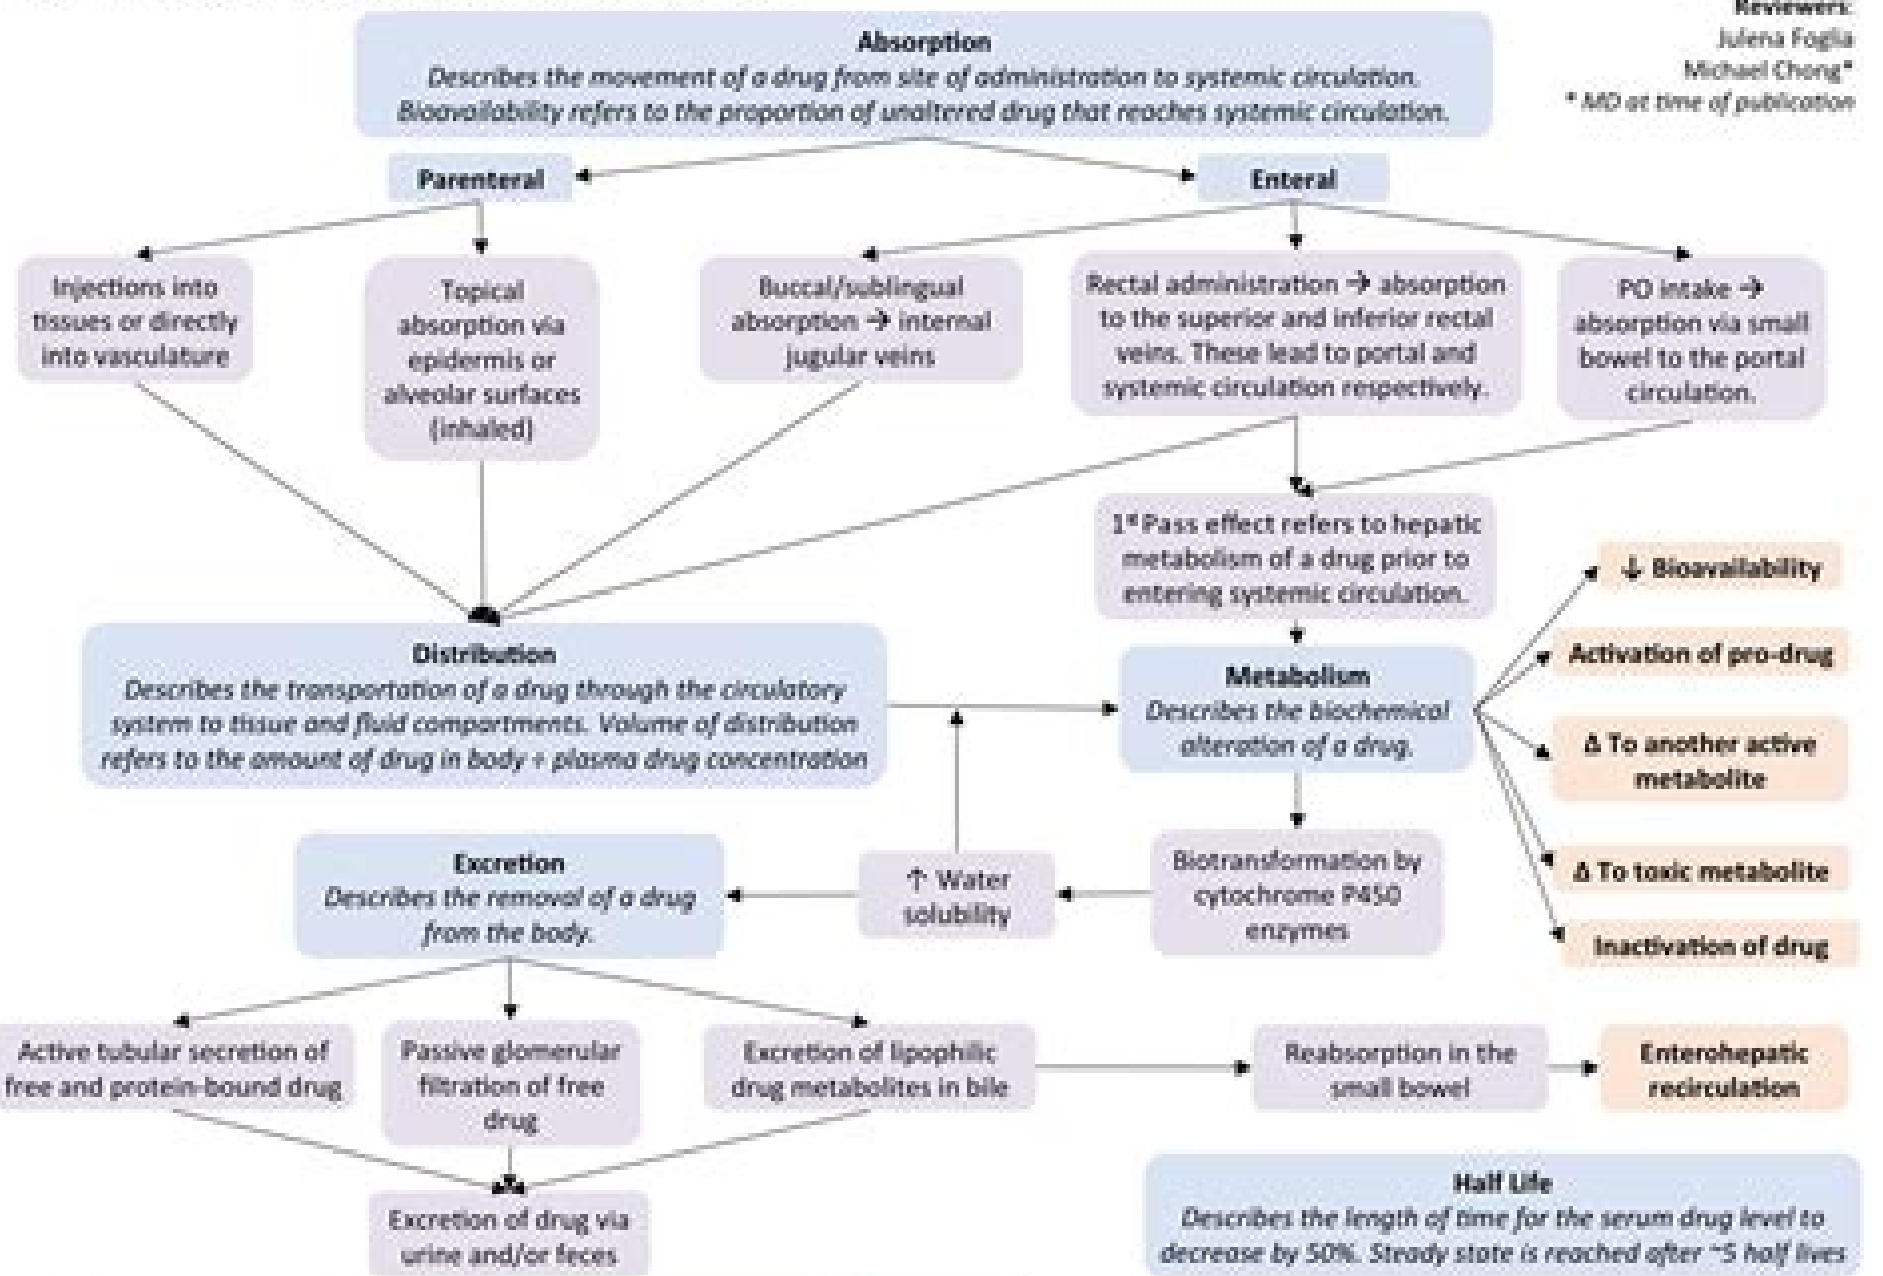 Reviewers:
Julena Foglia
Michael Chong*
* MD at time of publication
Absorption
Describes the movement of a drug from site of administration to systemic circulation.
Bioavailability refers to the proportion of unaltered drug that reaches systemic circulation.
Parenteral
Enteral
Injections into
tissues or directly
into vasculature
Topical
absorption via
epidermis or
alveolar surfaces
(inhaled)
Buccal/sublingual
absorption → internal
jugular veins
Rectal administration → absorption
to the superior and inferior rectal
veins. These lead to portal and
systemic circulation respectively.
PO intake →
absorption via small
bowel to the portal
circulation.
1st Pass effect refers to hepatic
metabolism of a drug prior to
entering systemic circulation.
Distribution
Describes the transportation of a drug through the circulatory
system to tissue and fluid compartments. Volume of distribution
refers to the amount of drug in body ÷ plasma drug concentration
Metabolism
Describes the biochemical
alteration of a drug.
↓ Bioavailability
Activation of pro-drug
Δ To another active
metabolite
Δ To toxic metabolite
Inactivation of drug
Excretion
Describes the removal of a drug
from the body.
↑ Water
solubility
Biotransformation by
cytochrome P450
enzymes
Active tubular secretion of
free and protein-bound drug
Passive glomerular
filtration of free
drug
Excretion of lipophilic
drug metabolites in bile
Reabsorption in the
small bowel
Enterohepatic
recirculation
Excretion of drug via
urine and/or feces
Half Life
Describes the length of time for the serum drug level to
decrease by 50%. Steady state is reached after ~5 half lives